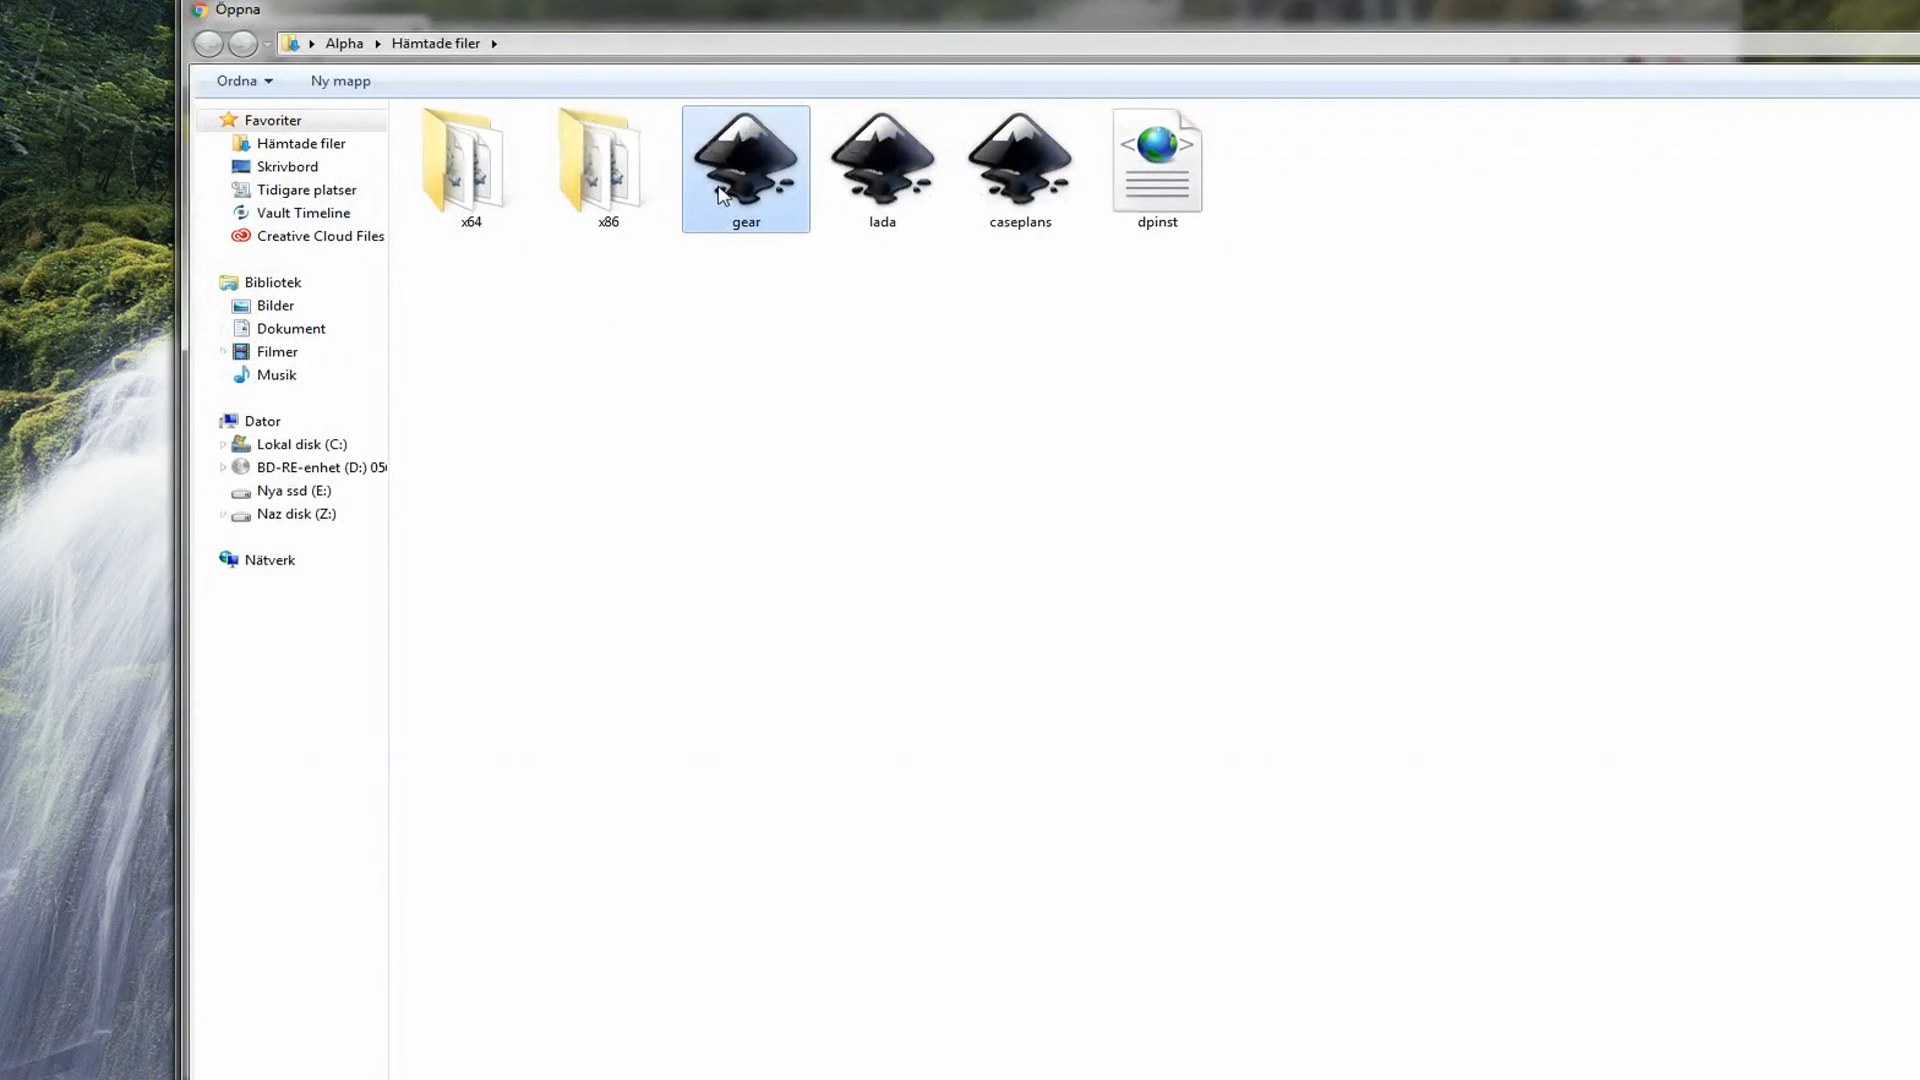 Öppna
Alpha Hämtade filer
Ordna Ny mapp
Favoriter
Hämtade filer
Skrivbord
Tidigare platser
Vault Timeline
Creative Cloud Files
Bibliotek
Bilder
Dokument
Filmer
Musik
Dator
Lokal disk (C:)
BD-RE-enhet (D:) 05
Nya ssd (E:)
Naz disk (Z:)
Nätverk
x64 x86 gear lada caseplans dpinst